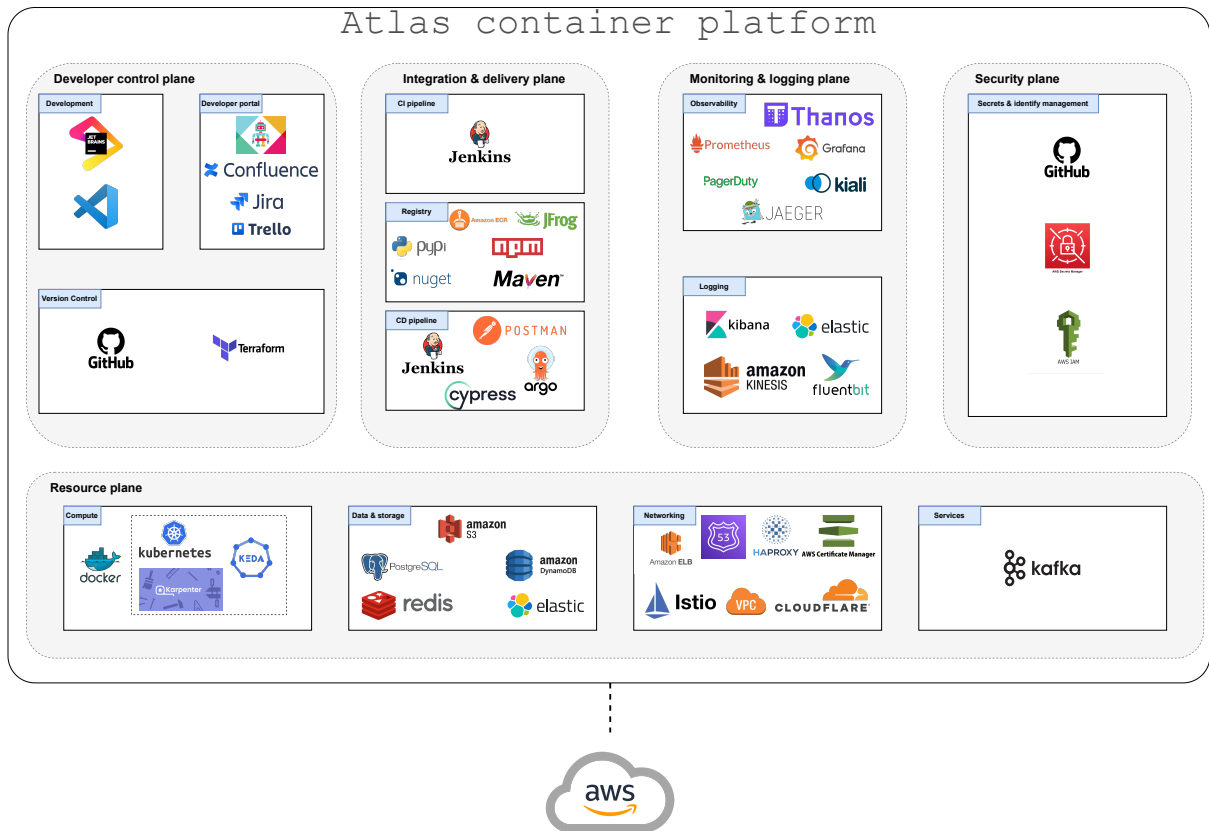 Atlas container platform
Developer control plane
Development
JET
BRAINS
Developer portal
Confluence
Jira
Trello
Version Control
GitHub
Terraform
Integration & delivery plane
CI pipeline
Jenkins
Registry
Amazon ECR
JFrog
pypi
npm
nuget
Maven™
CD pipeline
POSTMAN
Jenkins
argo
cypress
Monitoring & logging plane
Observability
Thanos
Prometheus
Grafana
PagerDuty
kiali
JAEGER
Logging
kibana
elastic
amazon
KINESIS
fluentbit
Security plane
Secrets & identify management
GitHub
AWS Secrets Manager
AWS IAM
Resource plane
Compute
docker
kubernetes
Karpenter
KEDA
Data & storage
amazon
S3
PostgreSQL
amazon
DynamoDB
redis
elastic
Networking
Amazon ELB
53
HAPROXY
AWS Certificate Manager
Istio
VPC
CLOUDFLARE
Services
kafka
aws